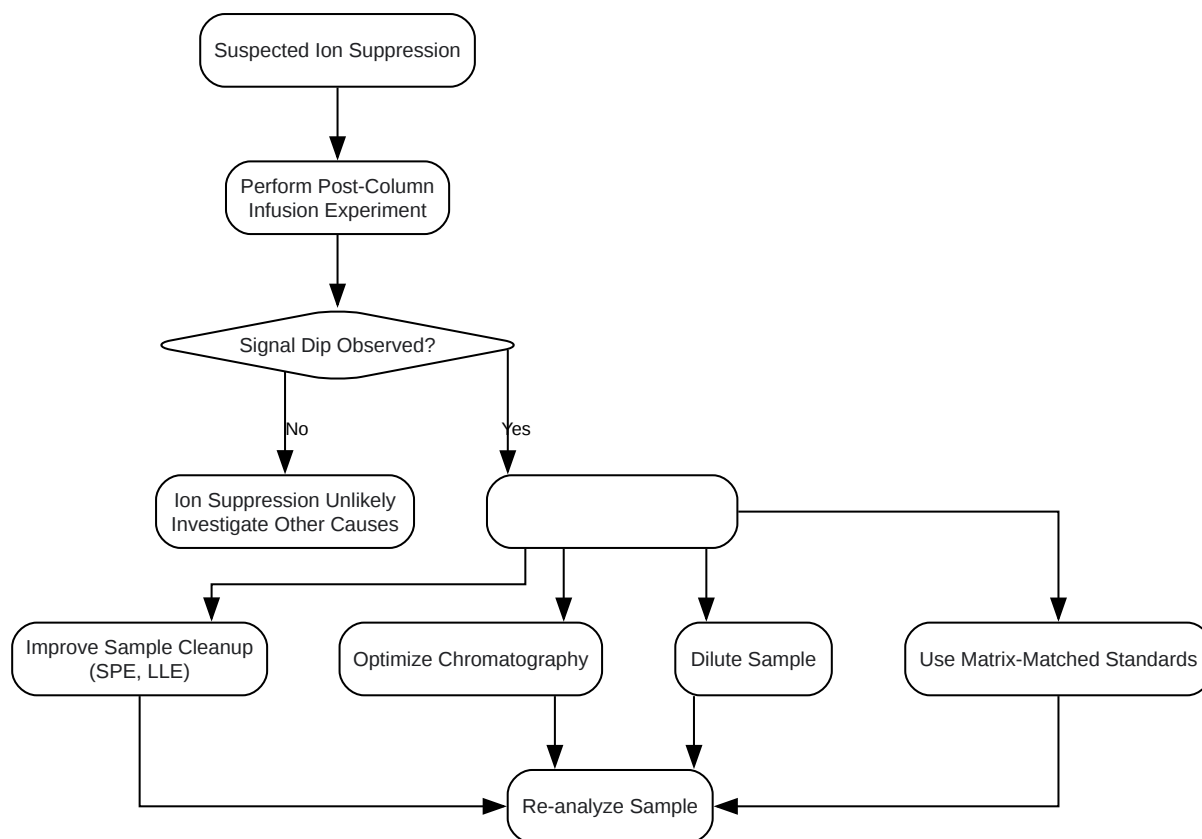 Suspected Ion Suppression
Perform Post-Column
Infusion Experiment
Signal Dip Observed?
No
Yes
Ion Suppression Unlikely
Investigate Other Causes
Improve Sample Cleanup
(SPE, LLE)
Optimize Chromatography
Dilute Sample
Use Matrix-Matched Standards
Re-analyze Sample